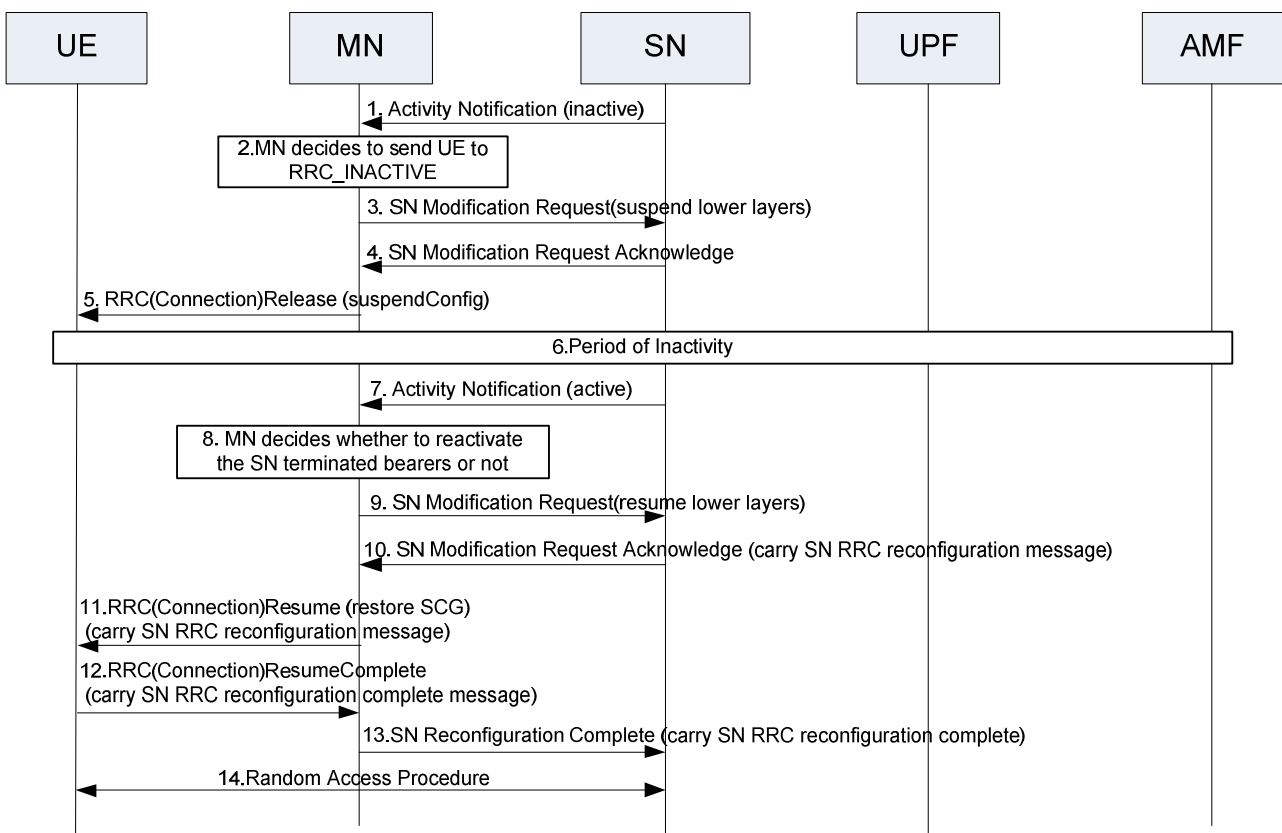 UE
MN
SN
UPF
AMF
1. Activity Notification (inactive)
2.MN decides to send UE to
RRC_INACTIVE
3. SN Modification Request(suspend lower layers)
4. SN Modification Request Acknowledge
5. RRC(Connection)Release (suspendConfig)
6.Period of Inactivity
7. Activity Notification (active)
8. MN decides whether to reactivate
the SN terminated bearers or not
9. SN Modification Request(resume lower layers)
10. SN Modification Request Acknowledge (carry SN RRC reconfiguration message)
11.RRC(Connection)Resume (restore SCG)
(carry SN RRC reconfiguration message)
12.RRC(Connection)ResumeComplete
(carry SN RRC reconfiguration complete message)
13.SN Reconfiguration Complete (carry SN RRC reconfiguration complete)
14.Random Access Procedure